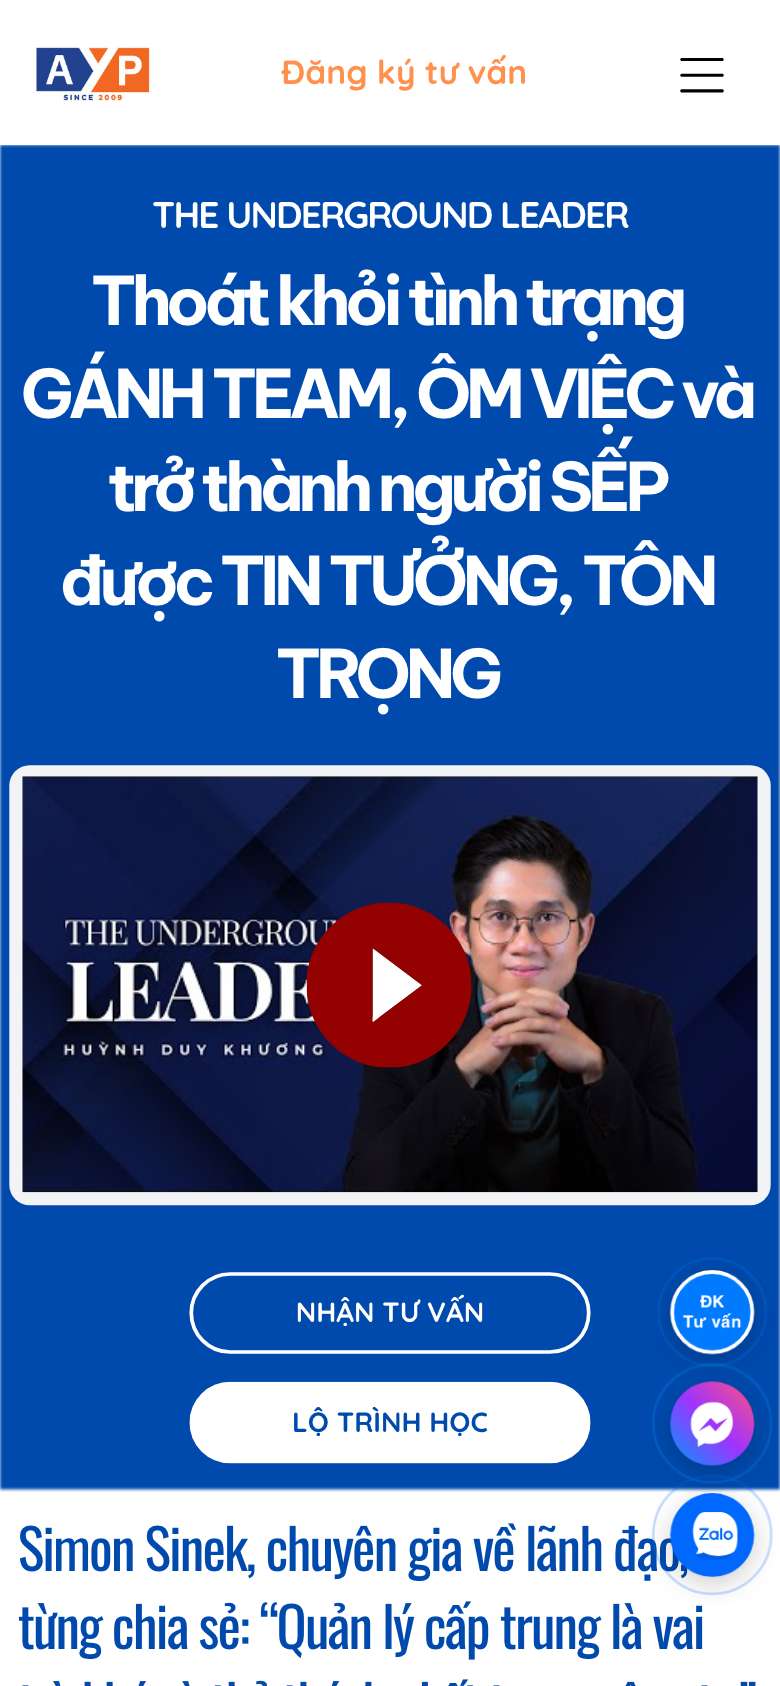 AYP
SINCE 2009
Đăng ký tư vấn
THE UNDERGROUND LEADER
Thoát khỏi tình trạng
GÁNH TEAM, ÔM VIỆC và
trở thành người SẾP
được TIN TƯỞNG, TÔN
TRỌNG
THE UNDERGROU
LEADE
HUỲNH DUY KHƯƠNG
NHẬN TƯ VẤN
ĐK
Tư vấn
LỘ TRÌNH HỌC
Zalo
Simon Sinek, chuyên gia về lãnh đạo,
từng chia sẻ: “Quản lý cấp trung là vai